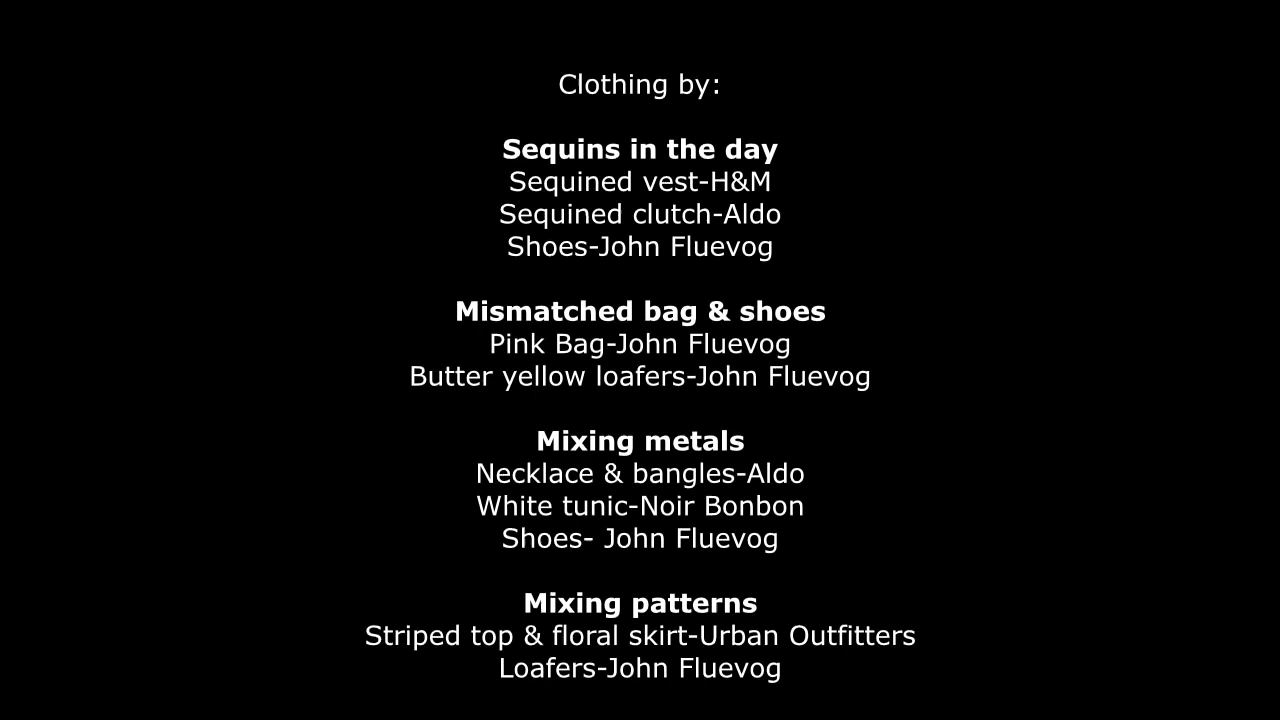 Clothing by:
Sequins in the day
Sequined vest-H&M
Sequined clutch-Aldo
Shoes-John Fluevog
Mismatched bag & shoes
Pink Bag-John Fluevog
Butter yellow loafers-John Fluevog
Mixing metals
Necklace & bangles-Aldo
White tunic-Noir Bonbon
Shoes- John Fluevog
Mixing patterns
Striped top & floral skirt-Urban Outfitters
Loafers-John Fluevog